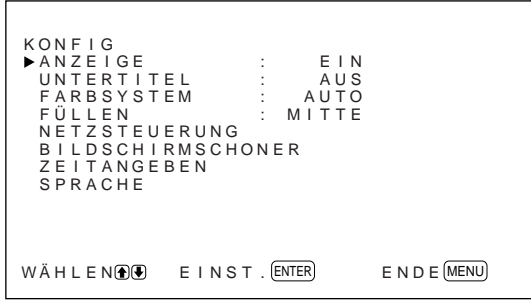 KONFIG
▶ANZEIGE : EIN
UNTERTITEL : AUS
FARBSYSTEM : AUTO
FÜLLEN : MITTE
NETZSTEUERUNG
BILDSCHIRMSCHONER
ZEITANGEBEN
SPRACHE
WÄHLEN⬆⬇ EINST.ENTER ENDE MENU